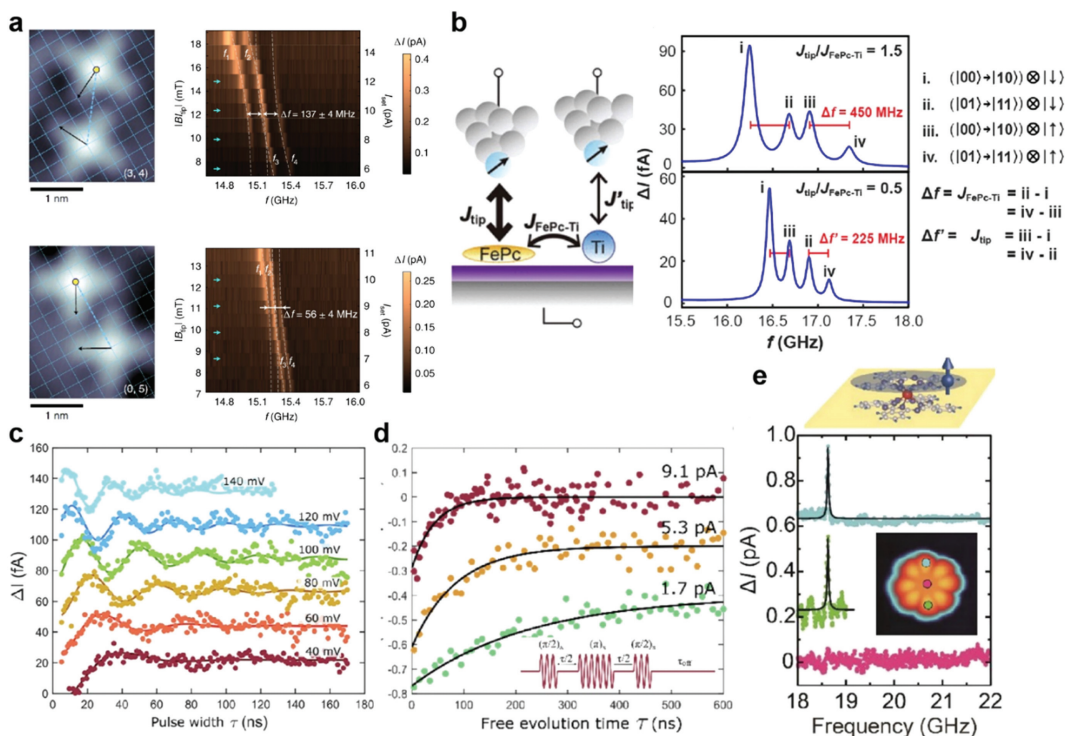 a
18
16
14
12
10
8
|B_tip| (mT)
f_1
f_2
f_3
f_4
Δf = 137 ± 4 MHz
14
12
10
8
7
I_set (pA)
ΔI (pA)
0.4
0.3
0.2
0.1
14.8 15.1 15.4 15.7 16.0
f (GHz)
(3, 4)
1 nm
13
12
11
10
9
8
7
|B_tip| (mT)
f_1 f_2
f_3 f_4
Δf = 56 ± 4 MHz
11
10
9
8
7
6
I_set (pA)
ΔI (pA)
0.25
0.20
0.15
0.10
0.05
14.8 15.1 15.4 15.7 16.0
f (GHz)
(0, 5)
1 nm
b
J_tip
J'_tip
J_FePc-Ti
FePc
Ti
90
60
30
0
60
30
0
ΔI (fA)
J_tip/J_FePc-Ti = 1.5
i
ii
iii
iv
Δf = 450 MHz
J_tip/J_FePc-Ti = 0.5
i
iii
ii
iv
Δf' = 225 MHz
15.5 16.0 16.5 17.0 17.5 18.0
f (GHz)
i. (|00⟩→|10⟩)⊗|↓⟩
ii. (|01⟩→|11⟩)⊗|↓⟩
iii. (|00⟩→|10⟩)⊗|↑⟩
iv. (|01⟩→|11⟩)⊗|↑⟩
Δf = J_FePc-Ti = ii - i
= iv - iii
Δf' = J_tip = iii - i
= iv - ii
c
160
140
120
100
80
60
40
20
0
ΔI (fA)
140 mV
120 mV
100 mV
80 mV
60 mV
40 mV
0 20 40 60 80 100 120 140 160 180
Pulse width τ (ns)
d
0.2
0.1
0
-0.1
-0.2
-0.3
-0.4
-0.5
-0.6
-0.7
-0.8
9.1 pA
5.3 pA
1.7 pA
τ/2
τ/2
0 100 200 300 400 500 600
Free evolution time τ (ns)
e
1.0
0.8
0.6
0.4
0.2
0
ΔI (pA)
18 19 20 21 22
Frequency (GHz)